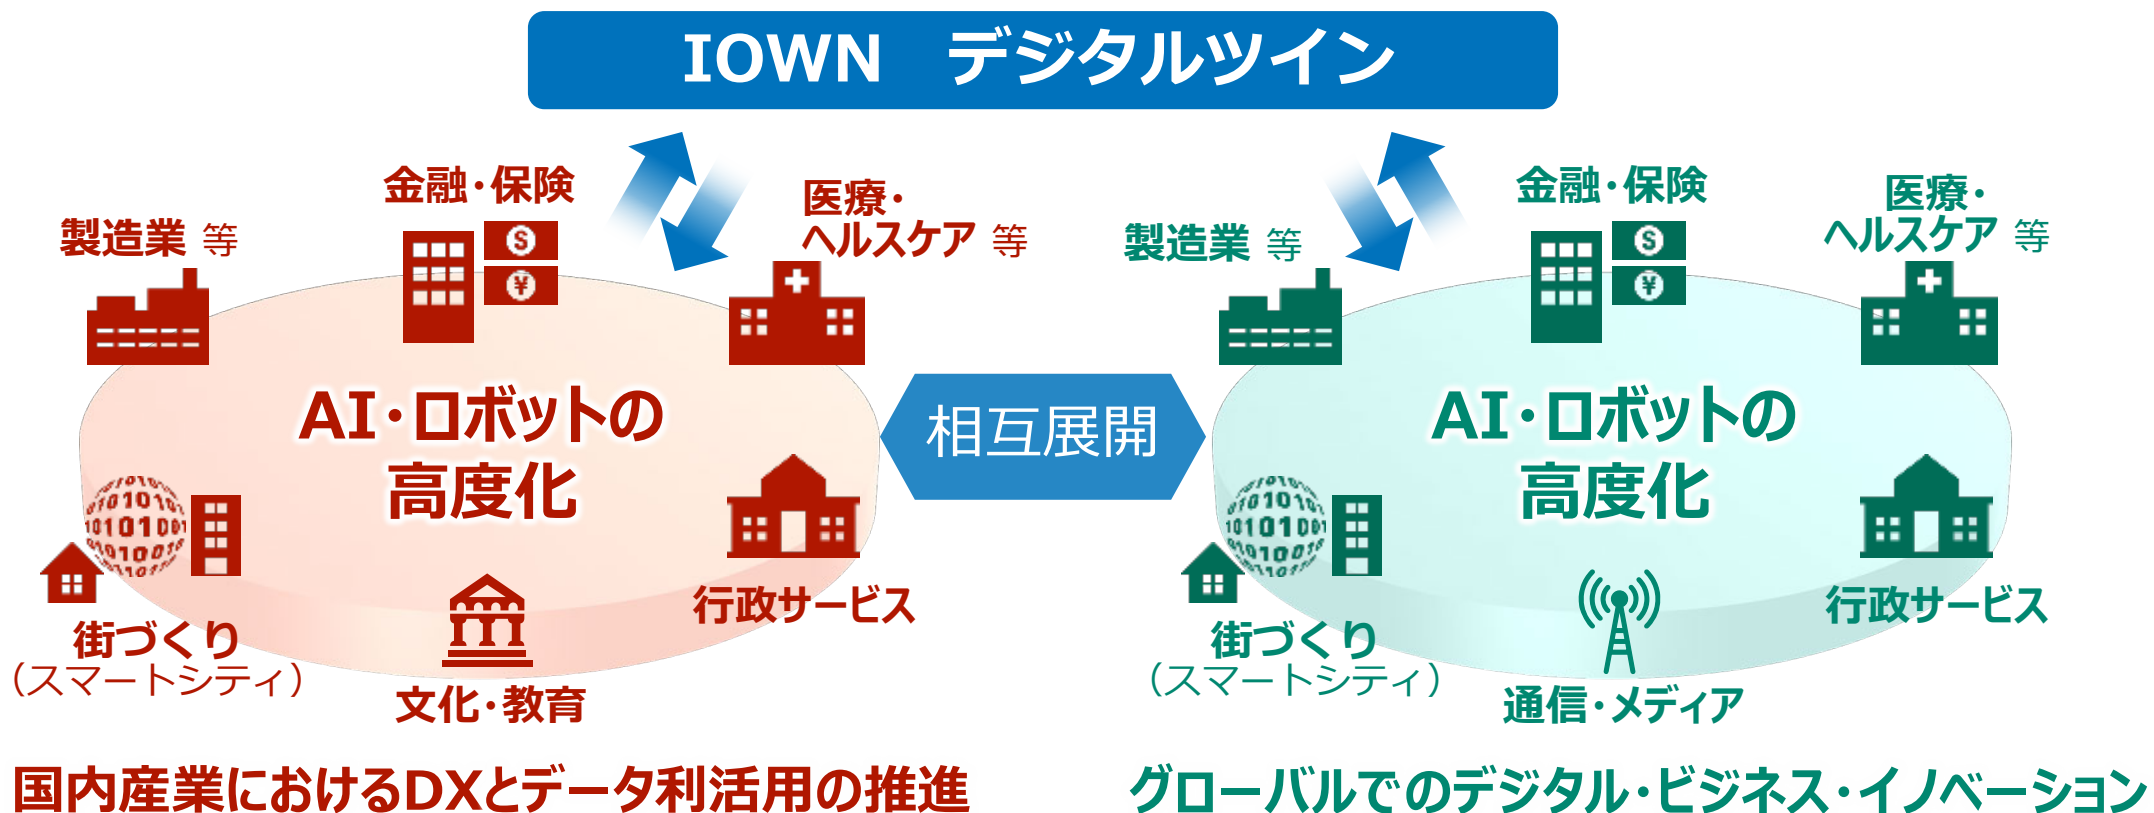 IOWN　デジタルツイン
金融・保険
医療・
ヘルスケア 等
製造業 等
$
¥
AI・ロボットの
高度化
街づくり
（スマートシティ）
行政サービス
文化・教育
国内産業におけるDXとデータ利活用の推進
相互展開
金融・保険
医療・
ヘルスケア 等
製造業 等
$
¥
AI・ロボットの
高度化
街づくり
（スマートシティ）
行政サービス
通信・メディア
グローバルでのデジタル・ビジネス・イノベーション